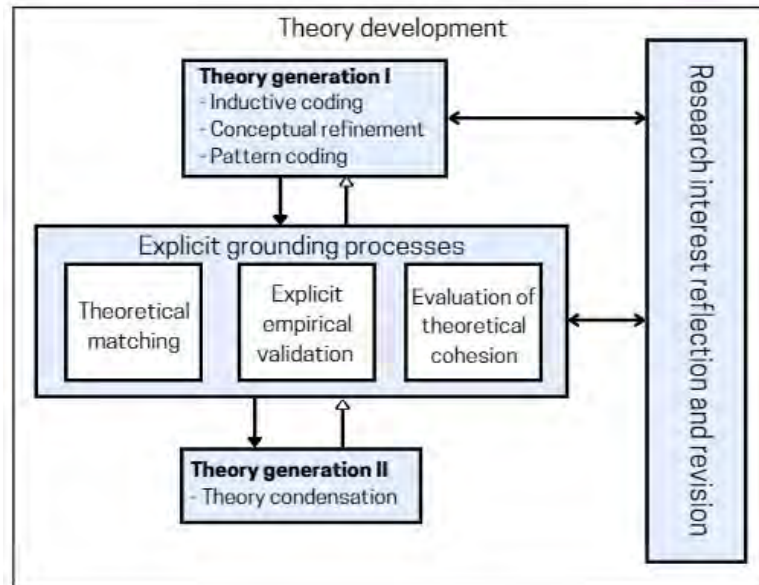 Theory development
Theory generation I
- Inductive coding
- Conceptual refinement
- Pattern coding
Explicit grounding processes
Theoretical
matching
Explicit
empirical
validation
Evaluation of
theoretical
cohesion
Theory generation II
- Theory condensation
Research interest reflection and revision